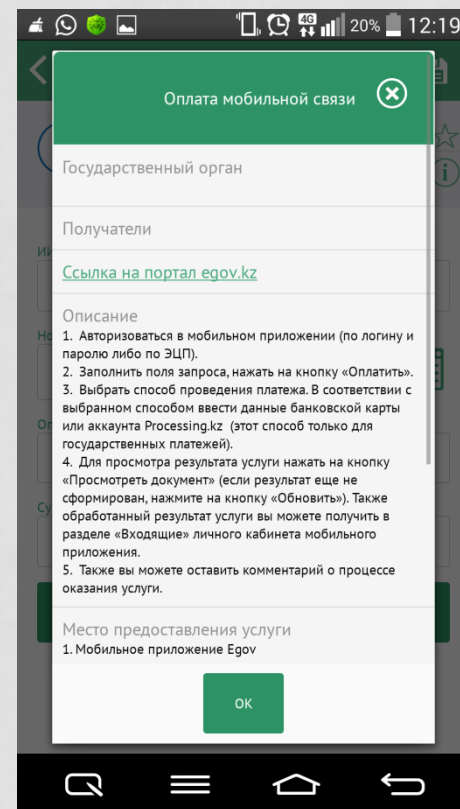 4G 20% 12:19
Оплата мобильной связи
Государственный орган
Получатели
Ссылка на портал egov.kz
Описание
1. Авторизоваться в мобильном приложении (по логину и
паролю либо по ЭЦП).
2. Заполнить поля запроса, нажать на кнопку «Оплатить».
3. Выбрать способ проведения платежа. В соответствии с
выбранном способом ввести данные банковской карты
или аккаунта Processing.kz (этот способ только для
государственных платежей).
4. Для просмотра результата услуги нажать на кнопку
«Просмотреть документ» (если результат еще не
сформирован, нажмите на кнопку «Обновить»). Также
обработанный результат услуги вы можете получить в
разделе «Входящие» личного кабинета мобильного
приложения.
5. Также вы можете оставить комментарий о процессе
оказания услуги.
Место предоставления услуги
1. Мобильное приложение Egov
ОК